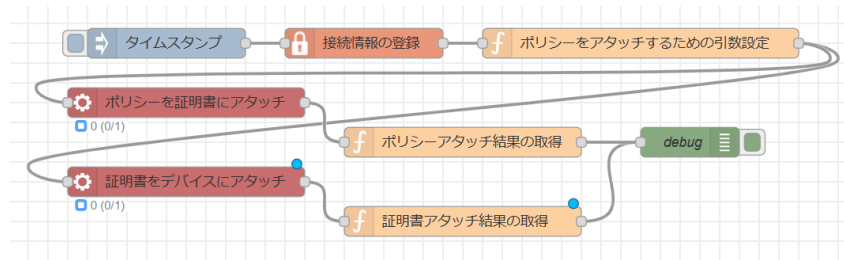 タイムスタンプ
接続情報の登録
ポリシーをアタッチするための引数設定
ポリシーを証明書にアタッチ
0 (0/1)
ポリシーアタッチ結果の取得
debug
証明書をデバイスにアタッチ
0 (0/1)
証明書アタッチ結果の取得